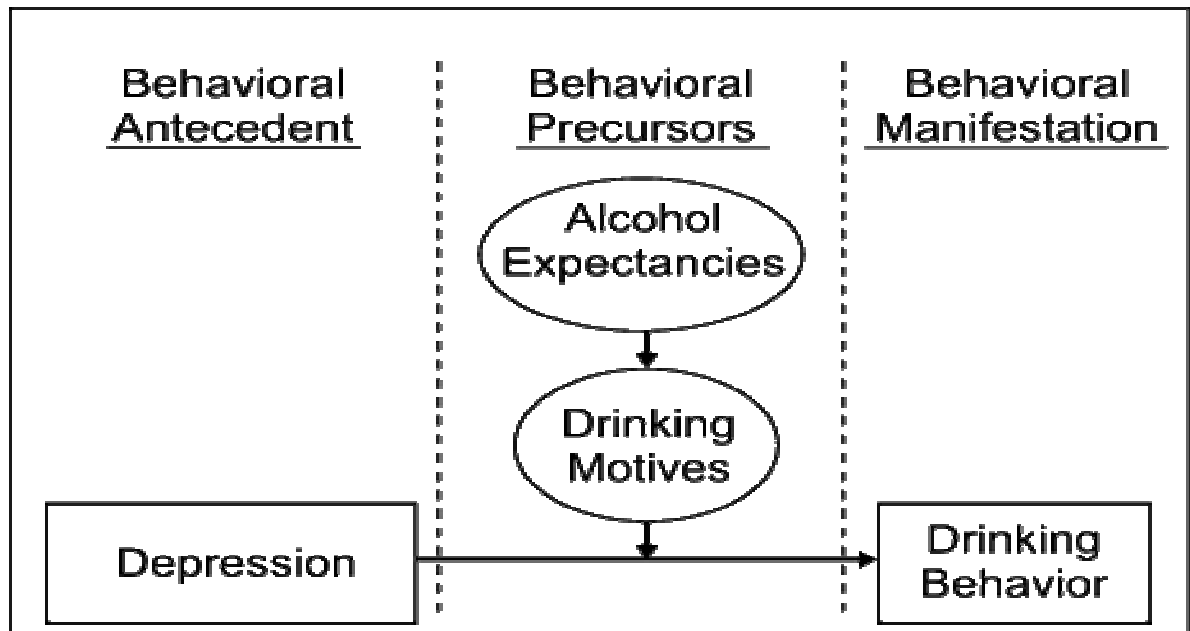 Behavioral
Antecedent
Behavioral
Precursors
Behavioral
Manifestation
Alcohol
Expectancies
Drinking
Motives
Depression
Drinking
Behavior